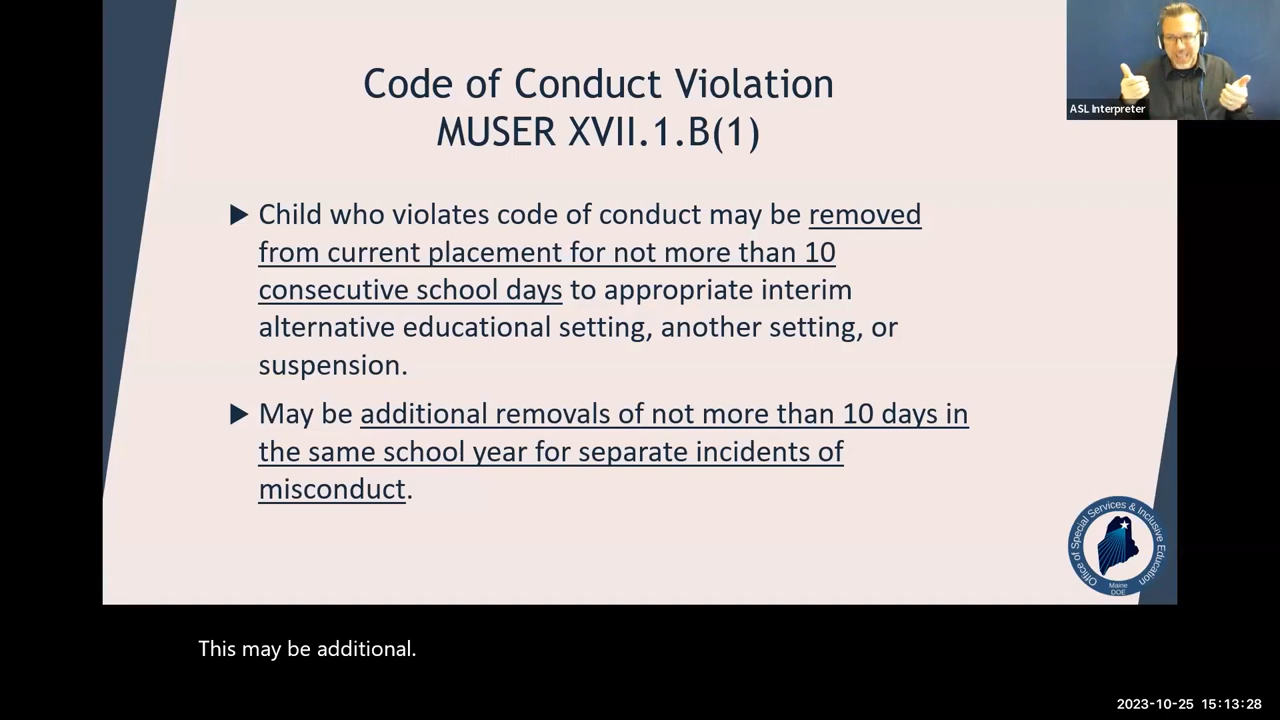 Code of Conduct Violation
MUSER XVII.1.B(1)
ASL Interpreter
▶ Child who violates code of conduct may be removed
from current placement for not more than 10
consecutive school days to appropriate interim
alternative educational setting, another setting, or
suspension.
▶ May be additional removals of not more than 10 days in
the same school year for separate incidents of
misconduct.
Office of Special Services & Inclusive Education
Maine
DOE
This may be additional.
2023-10-25 15:13:28